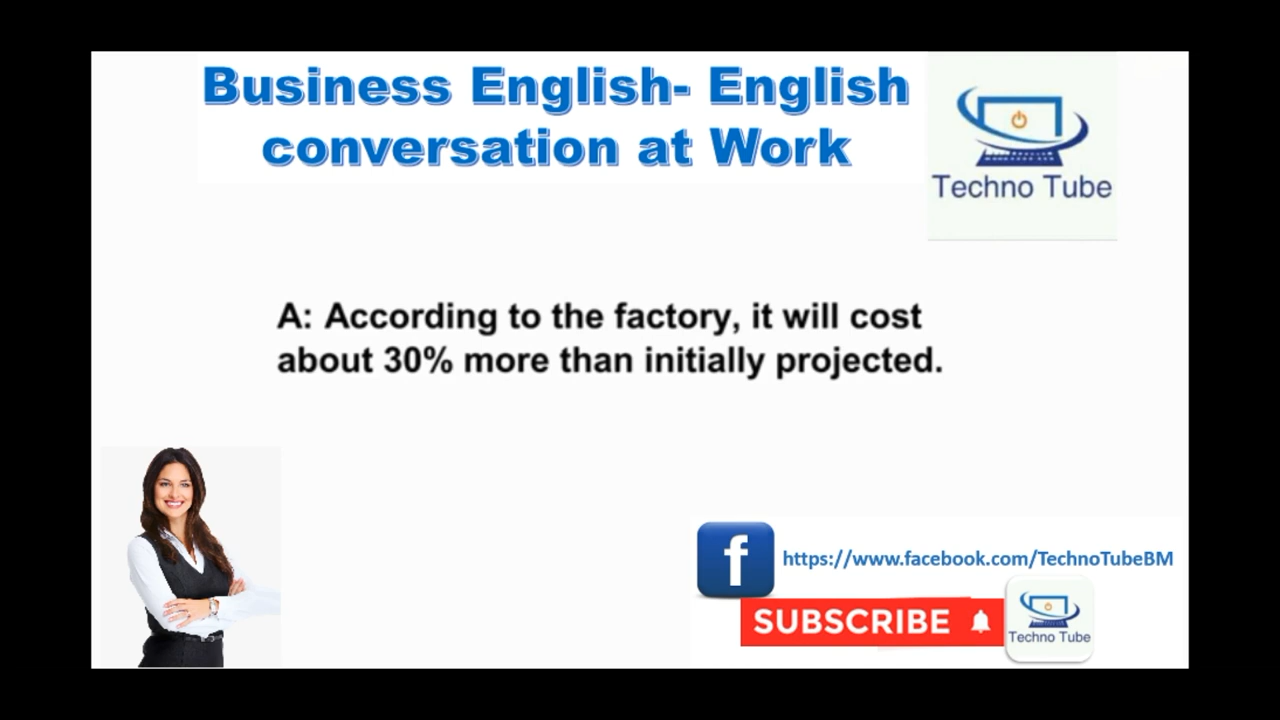 Business English- English
conversation at Work
Techno Tube
A: According to the factory, it will cost
about 30% more than initially projected.
f
https://www.facebook.com/TechnoTubeBM
SUBSCRIBE
Techno Tube